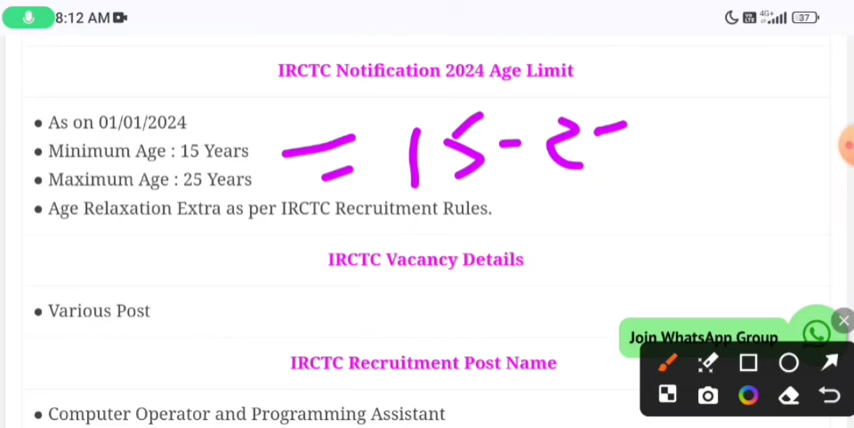 8:12 AM
4G+
37
IRCTC Notification 2024 Age Limit
• As on 01/01/2024
• Minimum Age : 15 Years
• Maximum Age : 25 Years
= 15-2
• Age Relaxation Extra as per IRCTC Recruitment Rules.
IRCTC Vacancy Details
• Various Post
Join WhatsApp Group
IRCTC Recruitment Post Name
• Computer Operator and Programming Assistant